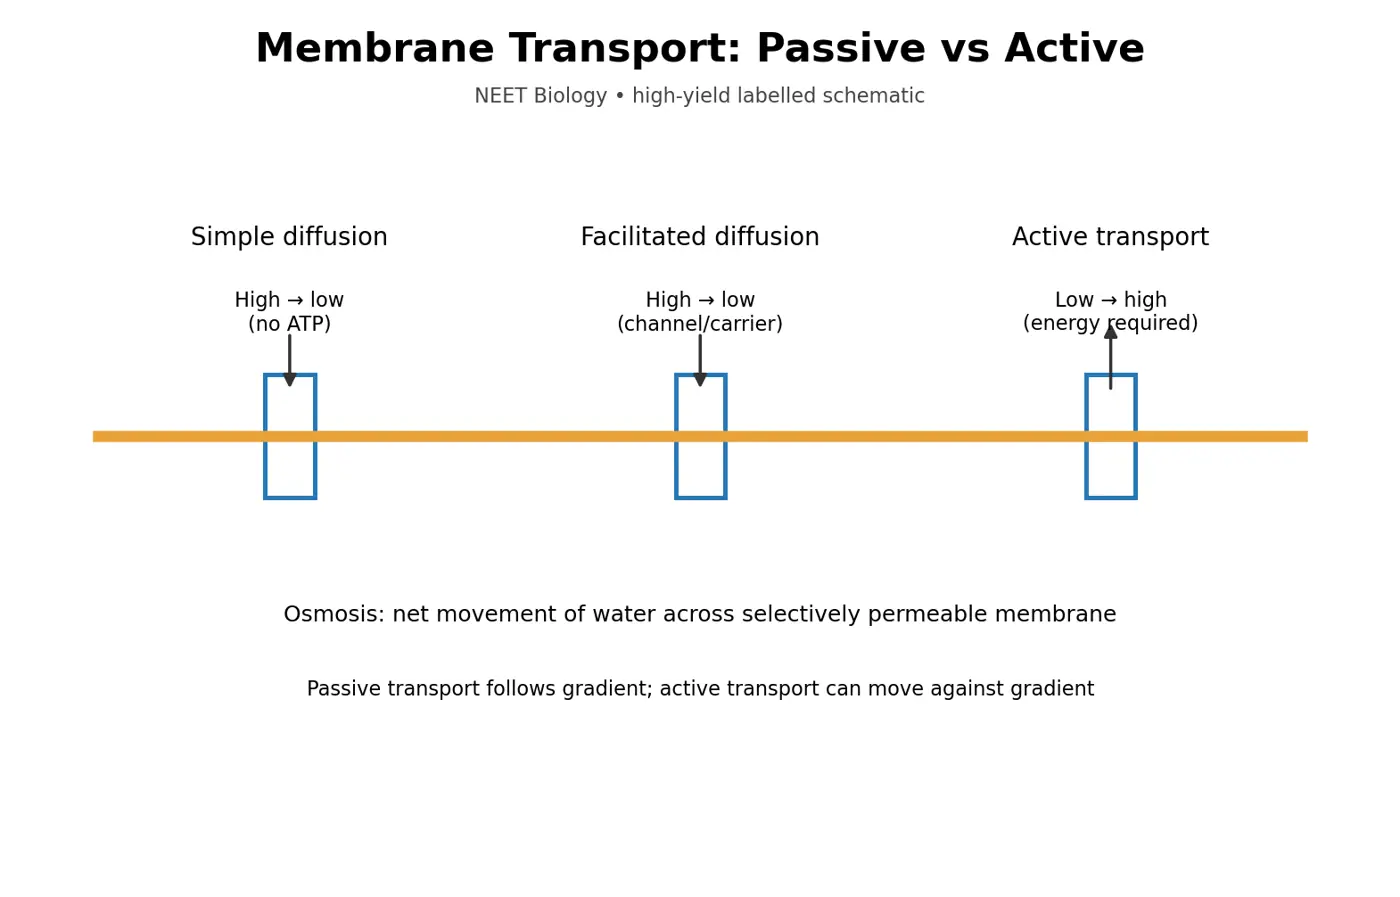 Membrane Transport: Passive vs Active
NEET Biology • high-yield labelled schematic
Simple diffusion
High → low
(no ATP)
Facilitated diffusion
High → low
(channel/carrier)
Active transport
Low → high
(energy required)
Osmosis: net movement of water across selectively permeable membrane
Passive transport follows gradient; active transport can move against gradient